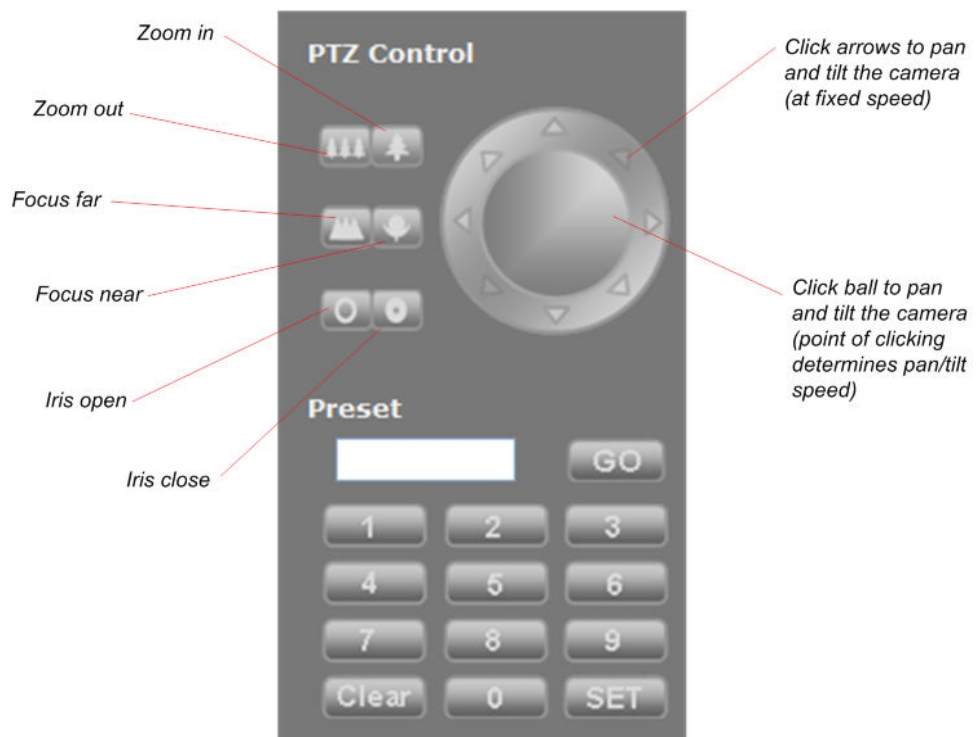 Zoom in
Zoom out
Focus far
Focus near
Iris open
Iris close
PTZ Control
Click arrows to pan
and tilt the camera
(at fixed speed)
Click ball to pan
and tilt the camera
(point of clicking
determines pan/tilt
speed)
Preset
GO
1 2 3
4 5 6
7 8 9
Clear 0 SET